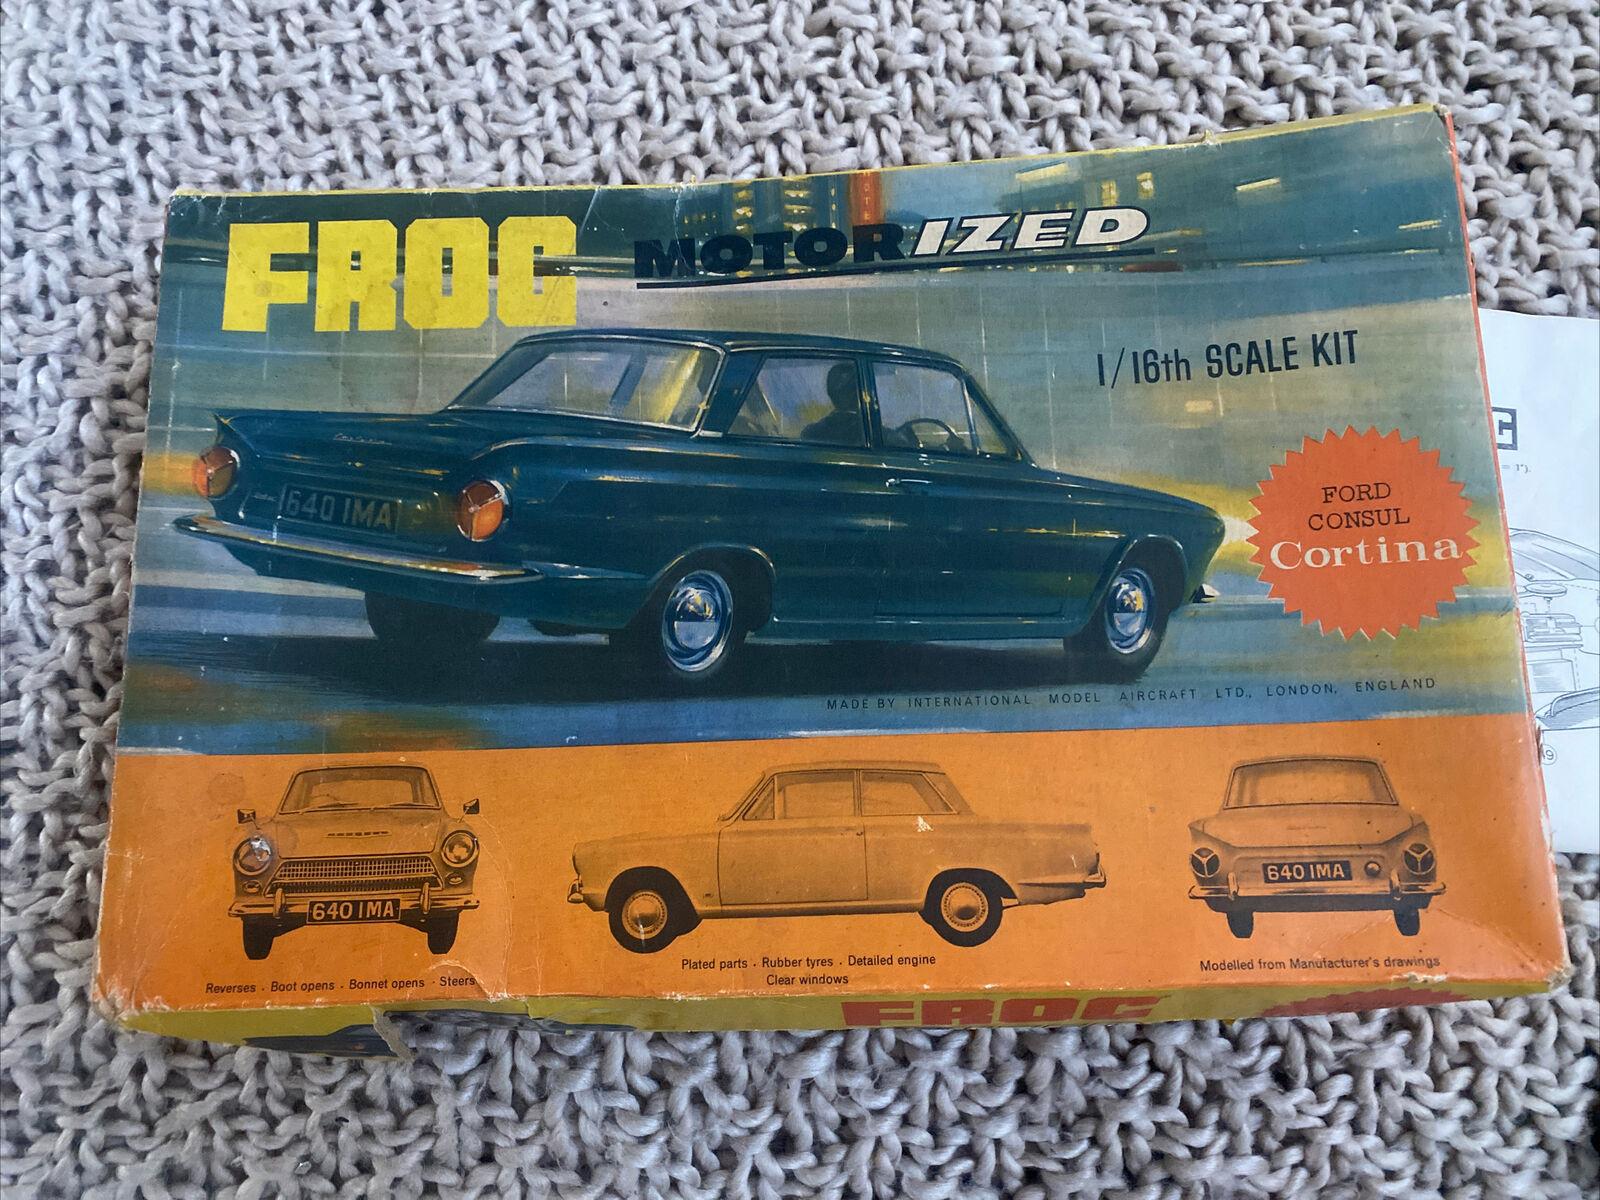 FROG
MOTORIZED
1/16th SCALE KIT
FORD
CONSUL
Cortina
640 IMA
MADE BY INTERNATIONAL MODEL AIRCRAFT LTD., LONDON, ENGLAND
640 IMA
640 IMA
Reverses · Boot opens · Bonnet opens · Steers
Plated parts · Rubber tyres · Detailed engine
Clear windows
Modelled from Manufacturer's drawings
FROG